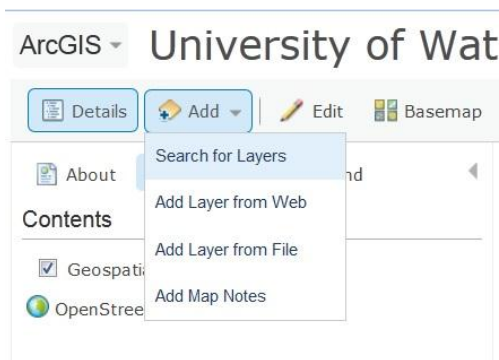 ArcGIS University of Wat
Details Add Edit Basemap
Search for Layers
About nd
Add Layer from Web
Contents
Add Layer from File
Geospati
Add Map Notes
OpenStree